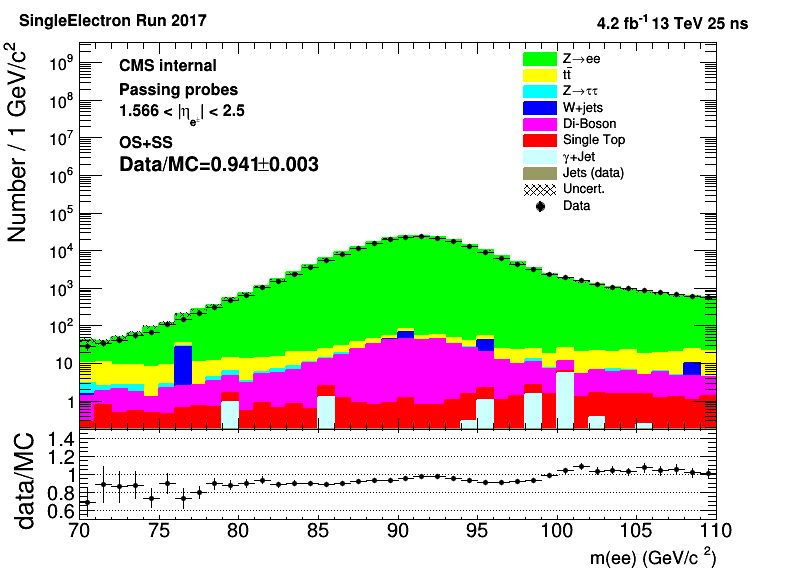 SingleElectron Run 2017
4.2 fb⁻¹ 13 TeV 25 ns
Number / 1 GeV/c²
10⁹
10⁸
10⁷
10⁶
10⁵
10⁴
10³
10²
10
1
CMS internal
Passing probes
1.566 < |η_e±| < 2.5
OS+SS
Data/MC=0.941±0.003
Z→ee
tt̄
Z→ττ
W+jets
Di-Boson
Single Top
γ+Jet
Jets (data)
Uncert.
Data
data/MC
1.4
1.2
1
0.8
0.6
70 75 80 85 90 95 100 105 110
m(ee) (GeV/c ²)